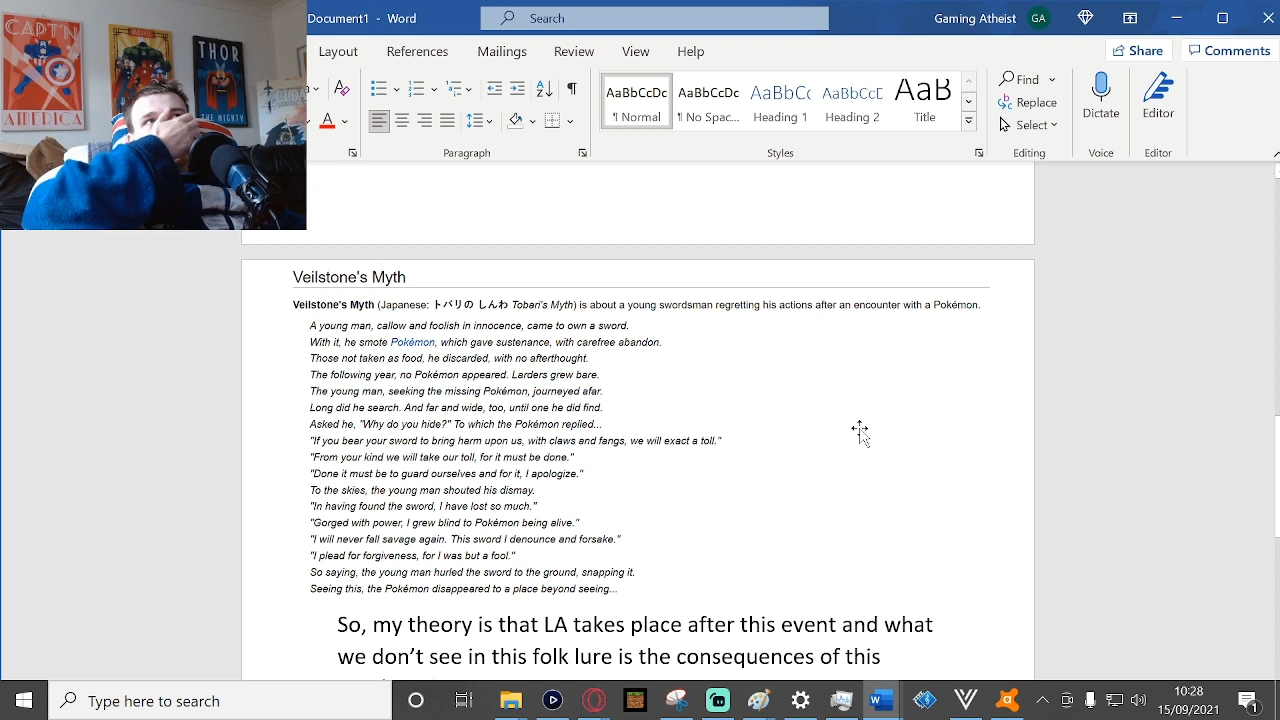 CAPT'N
AMERICA
MARVEL
THOR
THE MIGHTY
Document1 - Word
Search
Gaming Atheist
GA
Layout
References
Mailings
Review
View
Help
Share
Comments
AaBbCcDc
AaBbCcDc
AaBbCc
AaBbCcE
AaB
¶ Normal
¶ No Spac...
Heading 1
Heading 2
Title
Find
Replace
Select
Dictate
Editor
Paragraph
Styles
Editing
Voice
Editor
Veilstone's Myth
Veilstone's Myth (Japanese: トバリの しんわ Tobari's Myth) is about a young swordsman regretting his actions after an encounter with a Pokémon.
A young man, callow and foolish in innocence, came to own a sword.
With it, he smote Pokémon, which gave sustenance, with carefree abandon.
Those not taken as food, he discarded, with no afterthought.
The following year, no Pokémon appeared. Larders grew bare.
The young man, seeking the missing Pokémon, journeyed afar.
Long did he search. And far and wide, too, until one he did find.
Asked he, "Why do you hide?" To which the Pokémon replied...
"If you bear your sword to bring harm upon us, with claws and fangs, we will exact a toll."
"From your kind we will take our toll, for it must be done."
"Done it must be to guard ourselves and for it, I apologize."
To the skies, the young man shouted his dismay.
"In having found the sword, I have lost so much."
"Gorged with power, I grew blind to Pokémon being alive."
"I will never fall savage again. This sword I denounce and forsake."
"I plead for forgiveness, for I was but a fool."
So saying, the young man hurled the sword to the ground, snapping it.
Seeing this, the Pokémon disappeared to a place beyond seeing...
So, my theory is that LA takes place after this event and what
we don't see in this folk lure is the consequences of this
Type here to search
10:28
15/09/2021
1